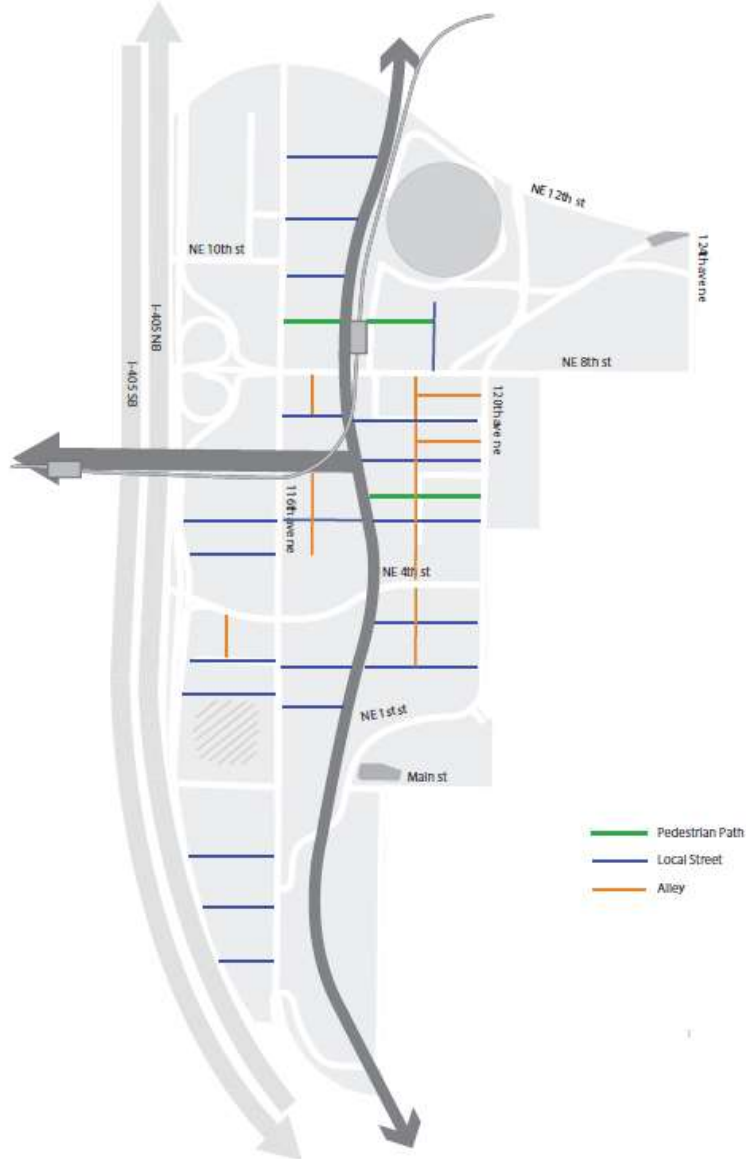 NE 12th st
124th ave ne
NE 10th st
I-405 NB
NE 8th st
I-405 SB
120th ave ne
116th ave ne
NE 4th st
NE 1st st
Main st
Pedestrian Path
Local Street
Alley